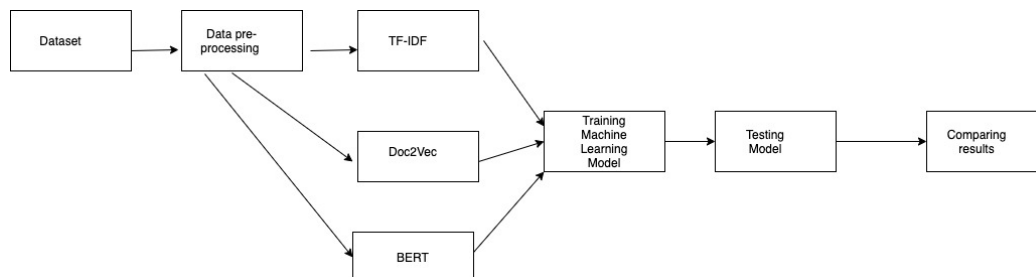 Dataset
Data pre-
processing
TF-IDF
Doc2Vec
BERT
Training
Machine
Learning
Model
Testing
Model
Comparing
results